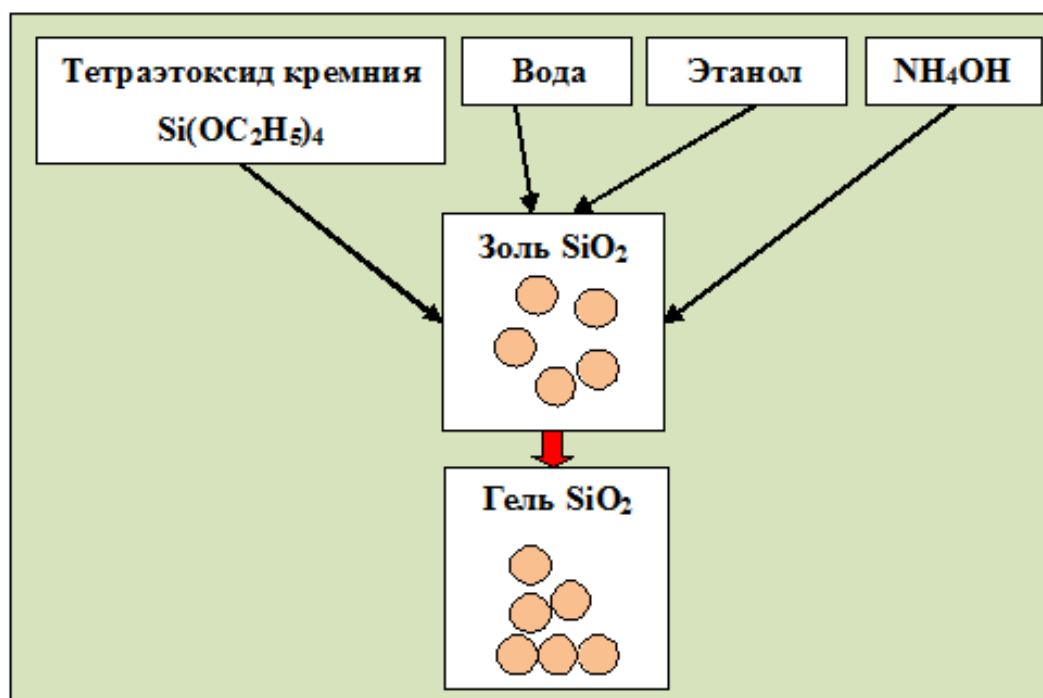 Тетраэтоксид кремния
Si(OC₂H₅)₄
Вода
Этанол
NH₄OH
Золь SiO₂
Гель SiO₂